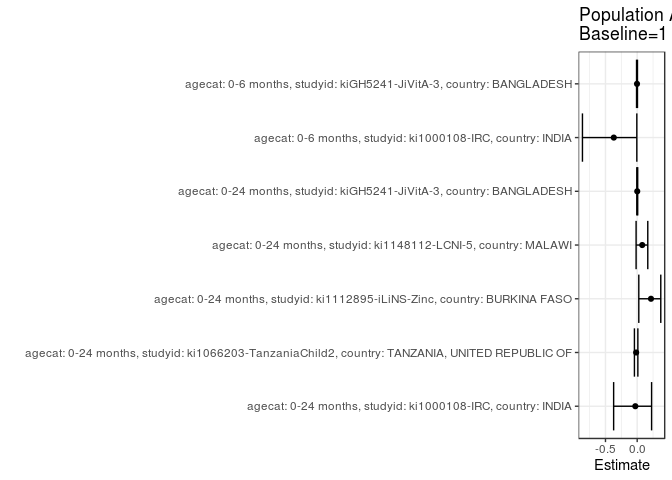 Population
Baseline=1
agecat: 0-6 months, studyid: kiGH5241-JiVitA-3, country: BANGLADESH
agecat: 0-6 months, studyid: ki1000108-IRC, country: INDIA
agecat: 0-24 months, studyid: kiGH5241-JiVitA-3, country: BANGLADESH
agecat: 0-24 months, studyid: ki1148112-LCNI-5, country: MALAWI
agecat: 0-24 months, studyid: ki1112895-iLiNS-Zinc, country: BURKINA FASO
agecat: 0-24 months, studyid: ki1066203-TanzaniaChild2, country: TANZANIA, UNITED REPUBLIC OF
agecat: 0-24 months, studyid: ki1000108-IRC, country: INDIA
-0.5 0.0
Estimate